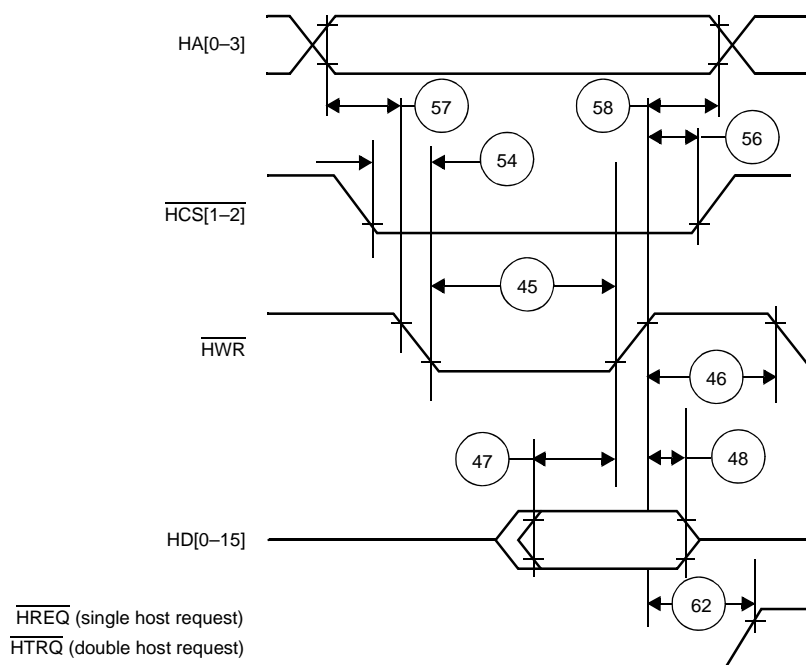 HA[0–3]
57
58
56
54
HCS[1–2]
45
HWR
46
47
48
HD[0–15]
62
HREQ (single host request)
HTRQ (double host request)